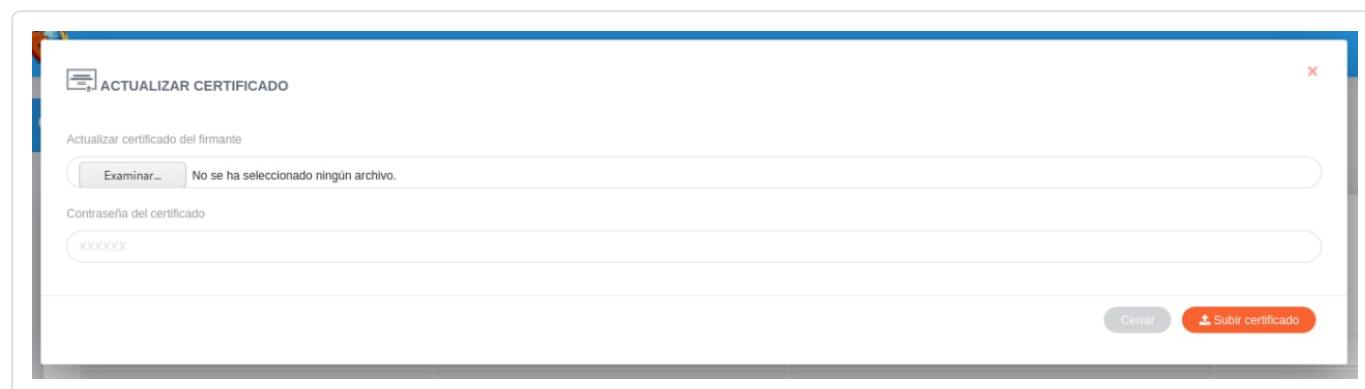 ACTUALIZAR CERTIFICADO
×
Actualizar certificado del firmante
Examinar... No se ha seleccionado ningún archivo.
Contraseña del certificado
XXXXXX
Cerrar Subir certificado